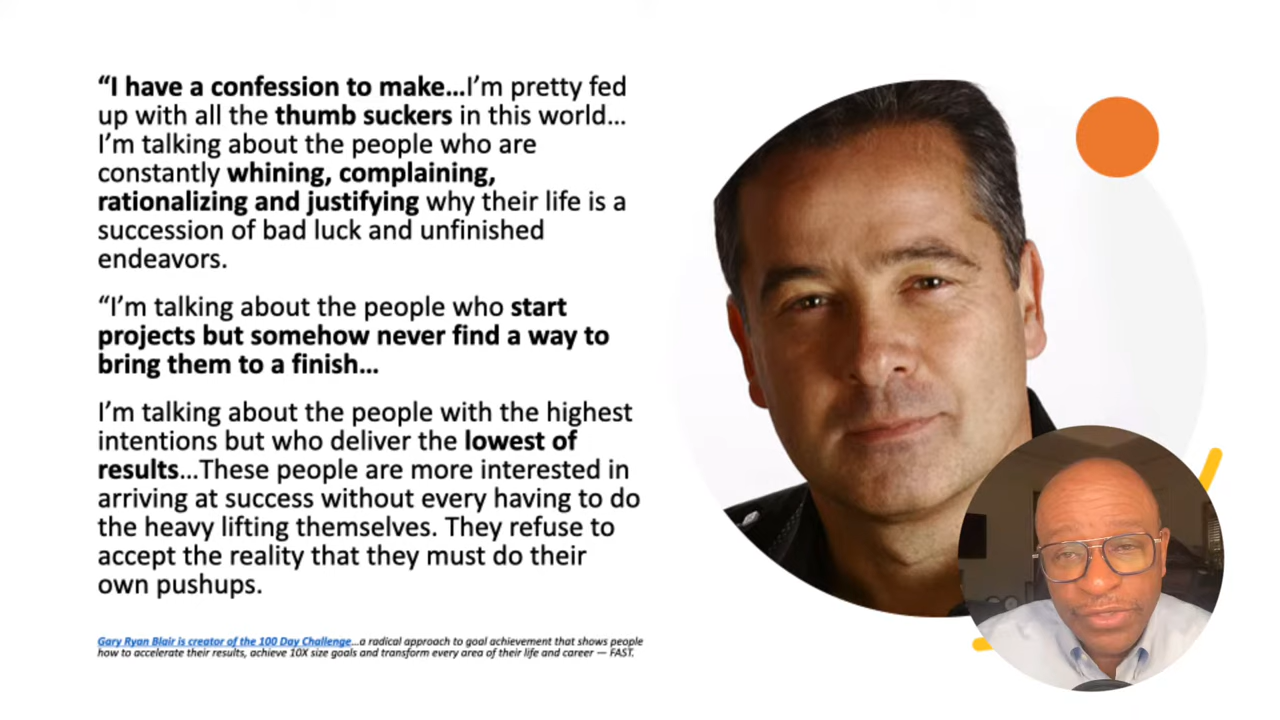 “I have a confession to make...I’m pretty fed
up with all the thumb suckers in this world...
I’m talking about the people who are
constantly whining, complaining,
rationalizing and justifying why their life is a
succession of bad luck and unfinished
endeavors.
“I’m talking about the people who start
projects but somehow never find a way to
bring them to a finish...
I’m talking about the people with the highest
intentions but who deliver the lowest of
results...These people are more interested in
arriving at success without every having to do
the heavy lifting themselves. They refuse to
accept the reality that they must do their
own pushups.
Gary Ryan Blair is creator of the 100 Day Challenge...a radical approach to goal achievement that shows people
how to accelerate their results, achieve 10X size goals and transform every area of their life and career — FAST.